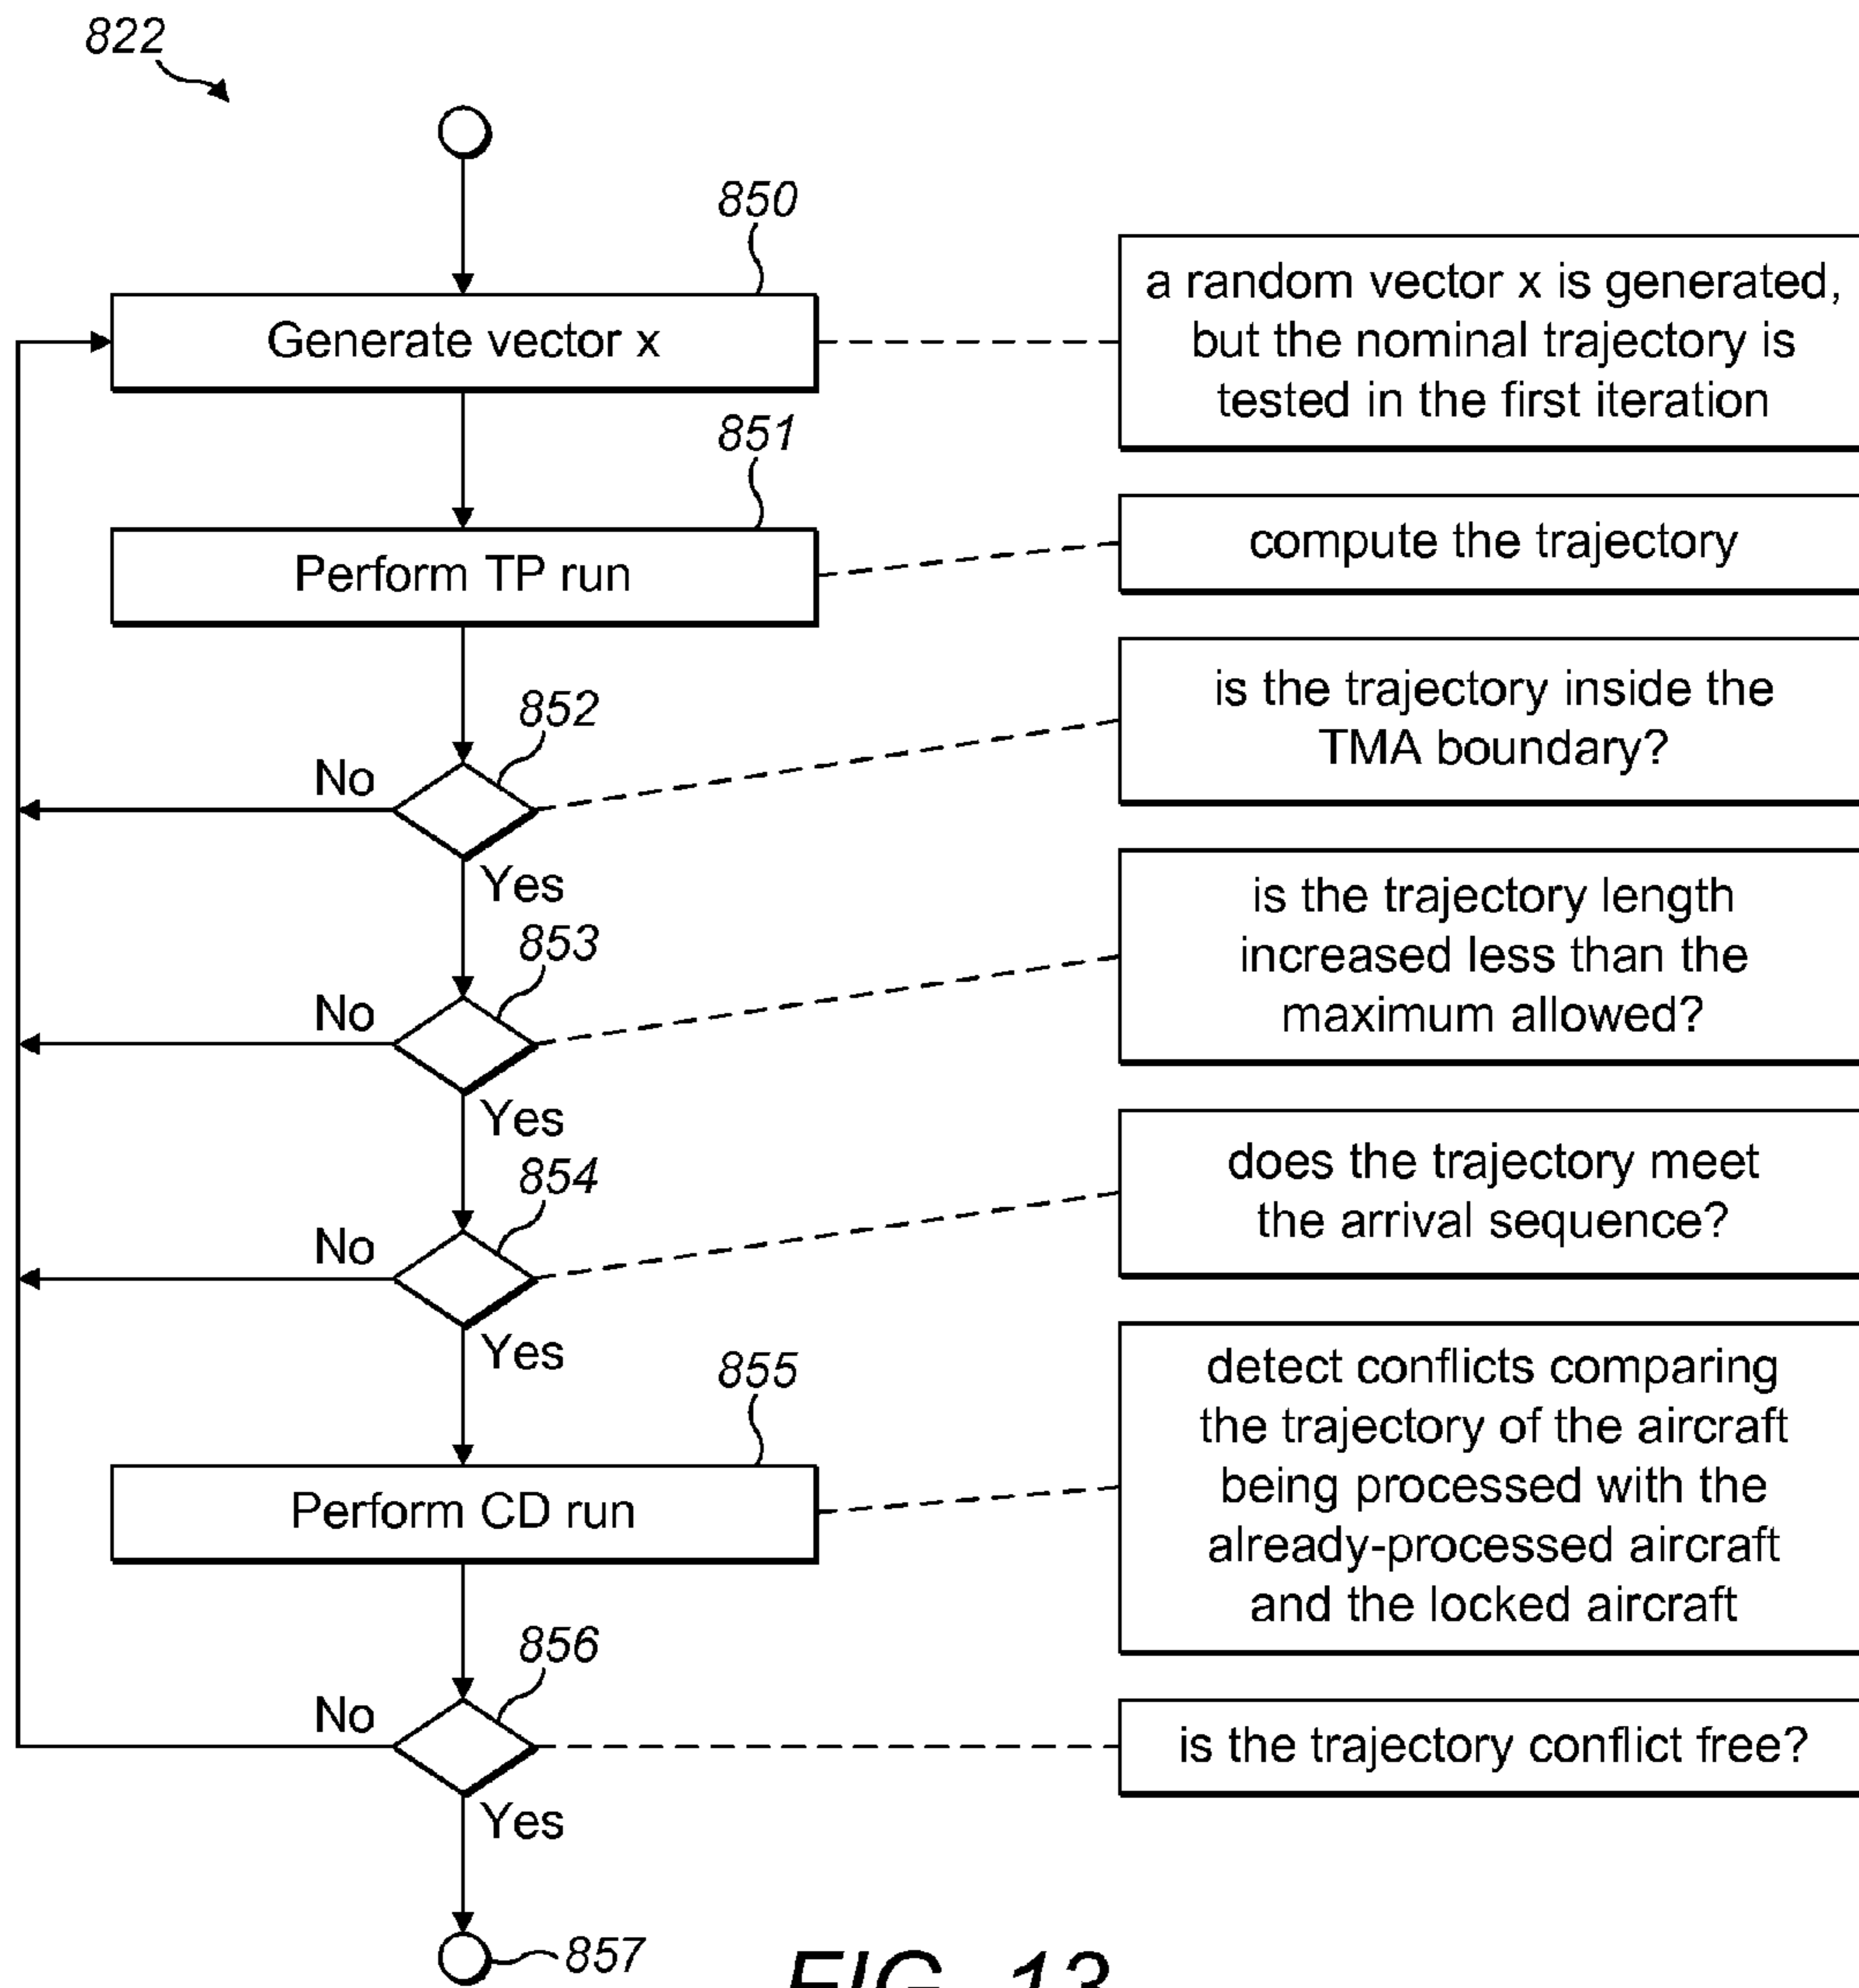 822
850
Generate vector x
a random vector x is generated,
but the nominal trajectory is
tested in the first iteration
851
Perform TP run
compute the trajectory
852
No
Yes
is the trajectory inside the
TMA boundary?
853
No
Yes
is the trajectory length
increased less than the
maximum allowed?
854
No
Yes
does the trajectory meet
the arrival sequence?
855
Perform CD run
detect conflicts comparing
the trajectory of the aircraft
being processed with the
already-processed aircraft
and the locked aircraft
856
No
Yes
is the trajectory conflict free?
857